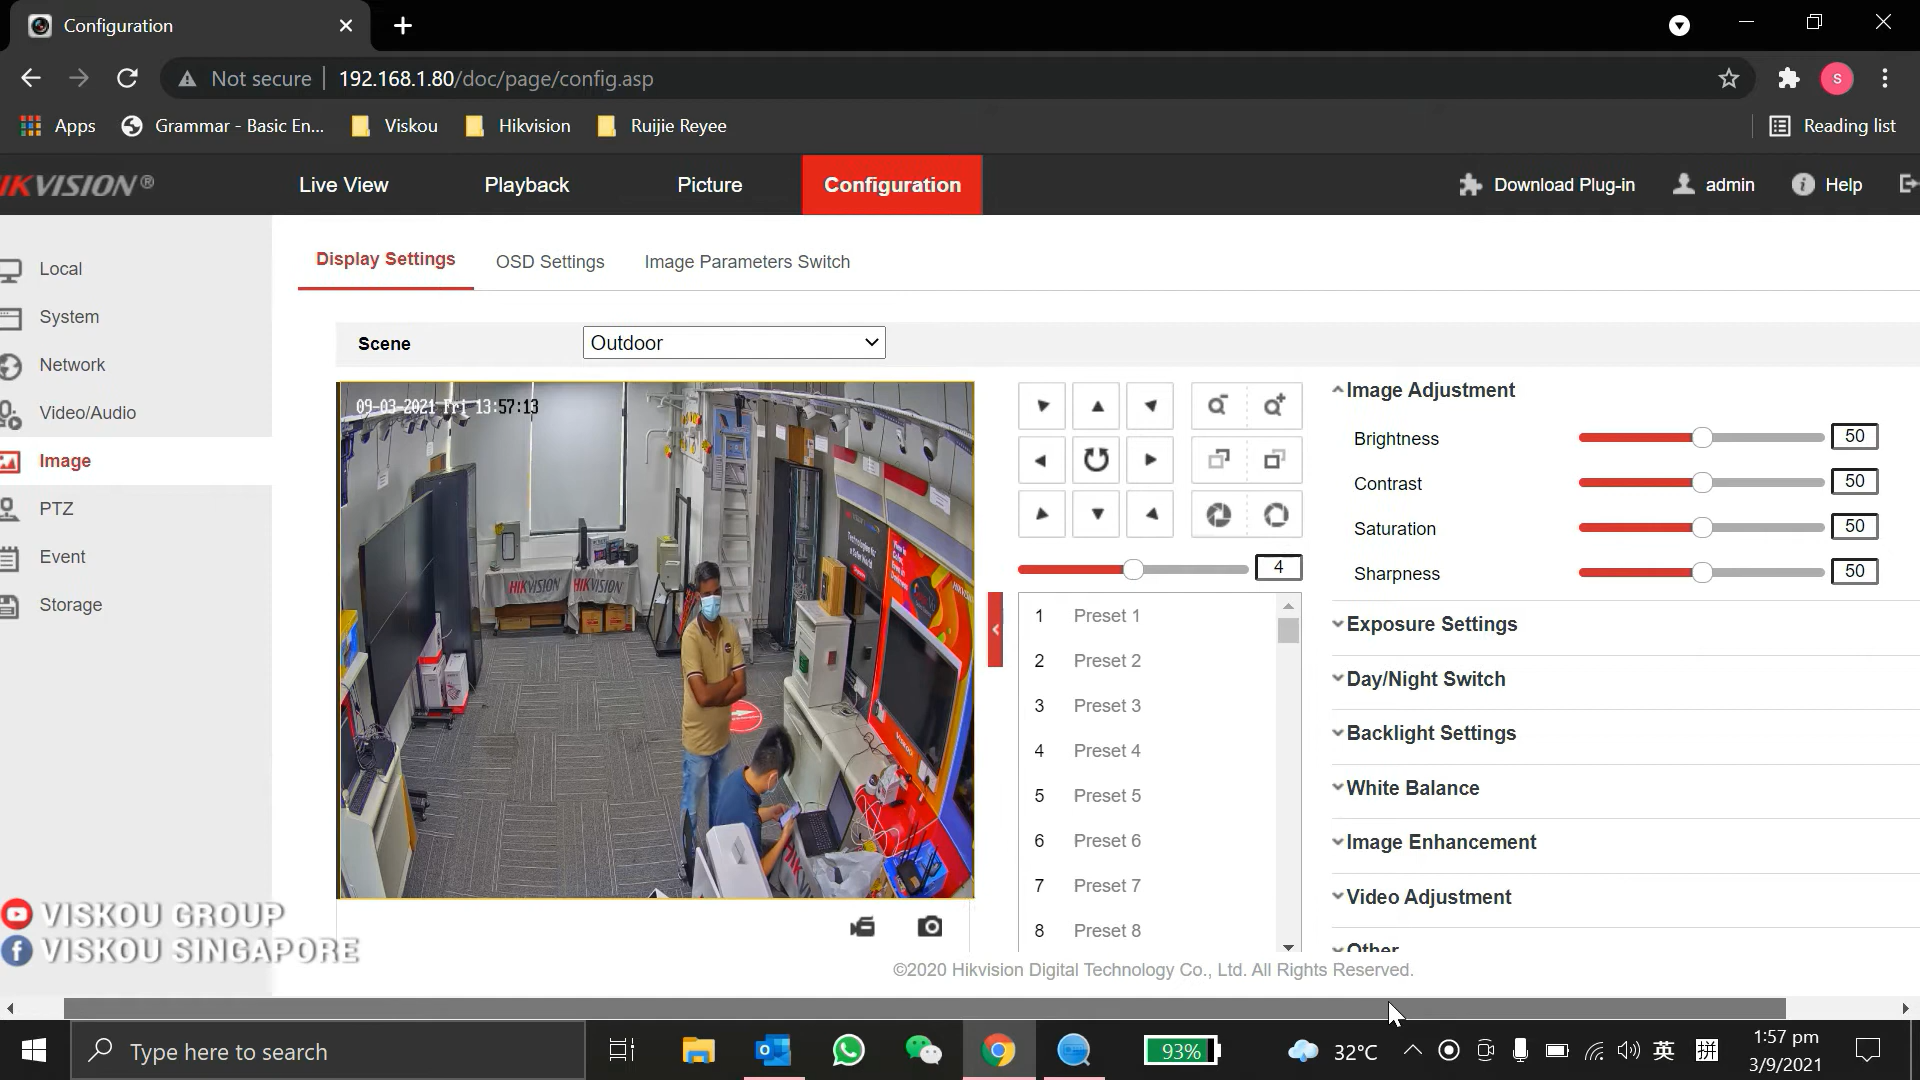 Configuration
Not secure
192.168.1.80/doc/page/config.asp
S
Apps
Grammar - Basic En...
Viskou
Hikvision
Ruijie Reyee
Reading list
IKVISION®
Live View
Playback
Picture
Configuration
Download Plug-in
admin
Help
Local
System
Network
Video/Audio
Image
PTZ
Event
Storage
Display Settings
OSD Settings
Image Parameters Switch
Scene
Outdoor
09-03-2021 Fri 13:57:13
HIKVISION
HIKVISION
4
1 Preset 1
2 Preset 2
3 Preset 3
4 Preset 4
5 Preset 5
6 Preset 6
7 Preset 7
8 Preset 8
Image Adjustment
Brightness 50
Contrast 50
Saturation 50
Sharpness 50
Exposure Settings
Day/Night Switch
Backlight Settings
White Balance
Image Enhancement
Video Adjustment
Other
VISKOU GROUP
VISKOU SINGAPORE
©2020 Hikvision Digital Technology Co., Ltd. All Rights Reserved.
Type here to search
93%
32°C
英
拼
1:57 pm
3/9/2021